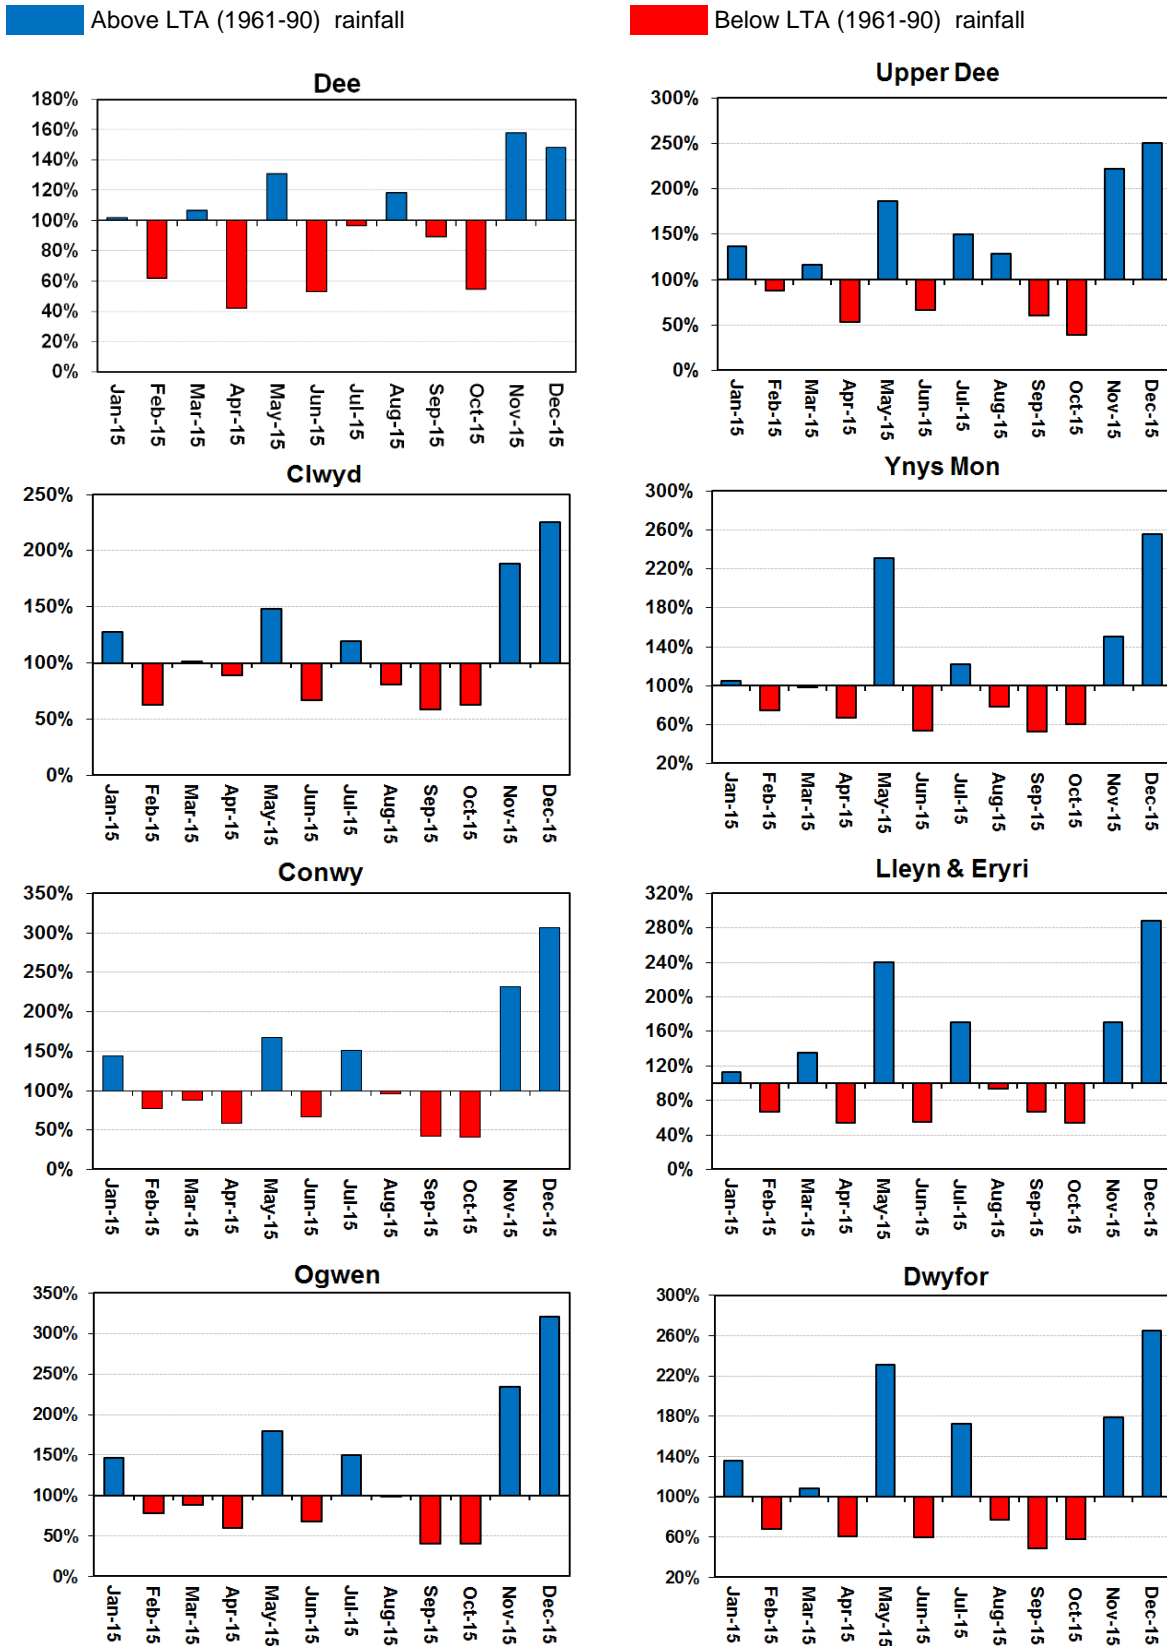 Above LTA (1961-90) rainfall
Below LTA (1961-90) rainfall
Dee
180%
160%
140%
120%
100%
80%
60%
40%
20%
0%
Jan-15
Feb-15
Mar-15
Apr-15
May-15
Jun-15
Jul-15
Aug-15
Sep-15
Oct-15
Nov-15
Dec-15
Upper Dee
300%
250%
200%
150%
100%
50%
0%
Jan-15
Feb-15
Mar-15
Apr-15
May-15
Jun-15
Jul-15
Aug-15
Sep-15
Oct-15
Nov-15
Dec-15
Clwyd
250%
200%
150%
100%
50%
0%
Jan-15
Feb-15
Mar-15
Apr-15
May-15
Jun-15
Jul-15
Aug-15
Sep-15
Oct-15
Nov-15
Dec-15
Ynys Mon
300%
260%
220%
180%
140%
100%
60%
20%
Jan-15
Feb-15
Mar-15
Apr-15
May-15
Jun-15
Jul-15
Aug-15
Sep-15
Oct-15
Nov-15
Dec-15
Conwy
350%
300%
250%
200%
150%
100%
50%
0%
Jan-15
Feb-15
Mar-15
Apr-15
May-15
Jun-15
Jul-15
Aug-15
Sep-15
Oct-15
Nov-15
Dec-15
Lleyn & Eryri
320%
280%
240%
200%
160%
120%
80%
40%
0%
Jan-15
Feb-15
Mar-15
Apr-15
May-15
Jun-15
Jul-15
Aug-15
Sep-15
Oct-15
Nov-15
Dec-15
Ogwen
350%
300%
250%
200%
150%
100%
50%
0%
Jan-15
Feb-15
Mar-15
Apr-15
May-15
Jun-15
Jul-15
Aug-15
Sep-15
Oct-15
Nov-15
Dec-15
Dwyfor
300%
260%
220%
180%
140%
100%
60%
20%
Jan-15
Feb-15
Mar-15
Apr-15
May-15
Jun-15
Jul-15
Aug-15
Sep-15
Oct-15
Nov-15
Dec-15